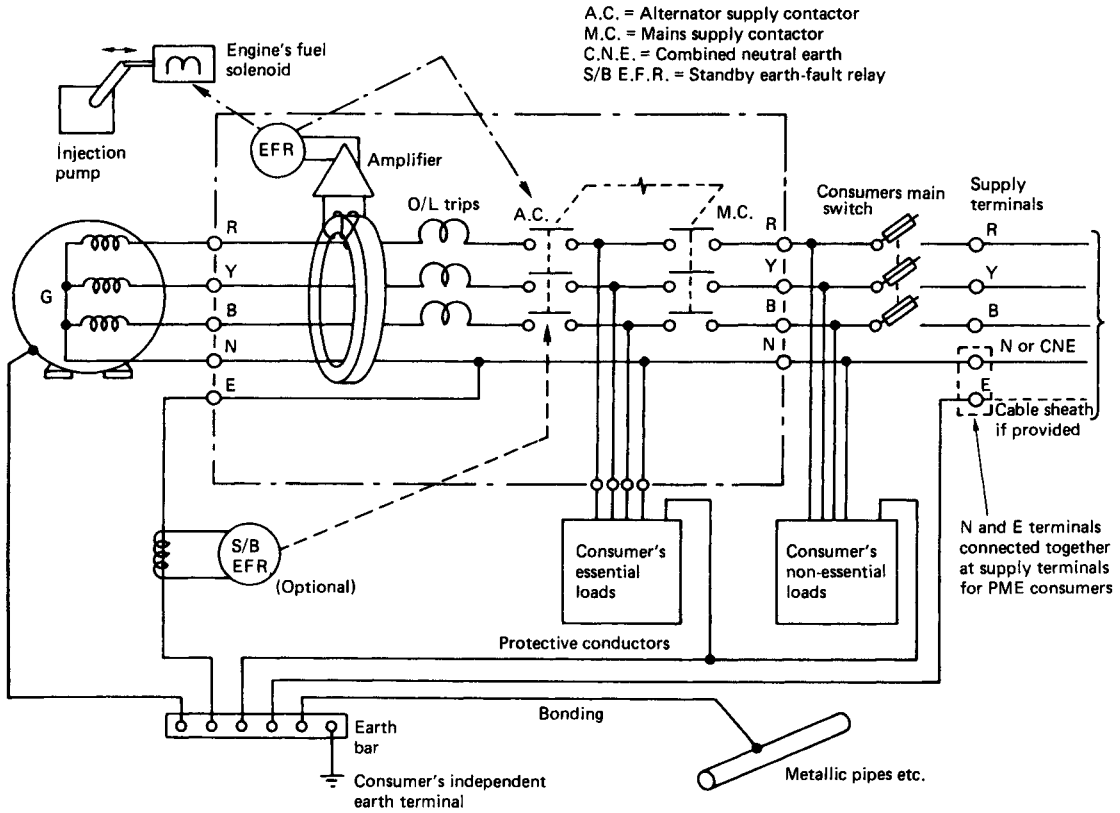 A.C. = Alternator supply contactor
M.C. = Mains supply contactor
C.N.E. = Combined neutral earth
S/B E.F.R. = Standby earth-fault relay
Engine's fuel
solenoid
Injection
pump
EFR
Amplifier
O/L trips
A.C.
M.C.
Consumers main
switch
Supply
terminals
R
R
R
Y
Y
Y
G
B
B
B
N
N
N or CNE
E
E
Cable sheath
if provided
S/B
EFR
(Optional)
Consumer's
essential
loads
Consumer's
non-essential
loads
N and E terminals
connected together
at supply terminals
for PME consumers
Protective conductors
Bonding
Earth
bar
Consumer's independent
earth terminal
Metallic pipes etc.